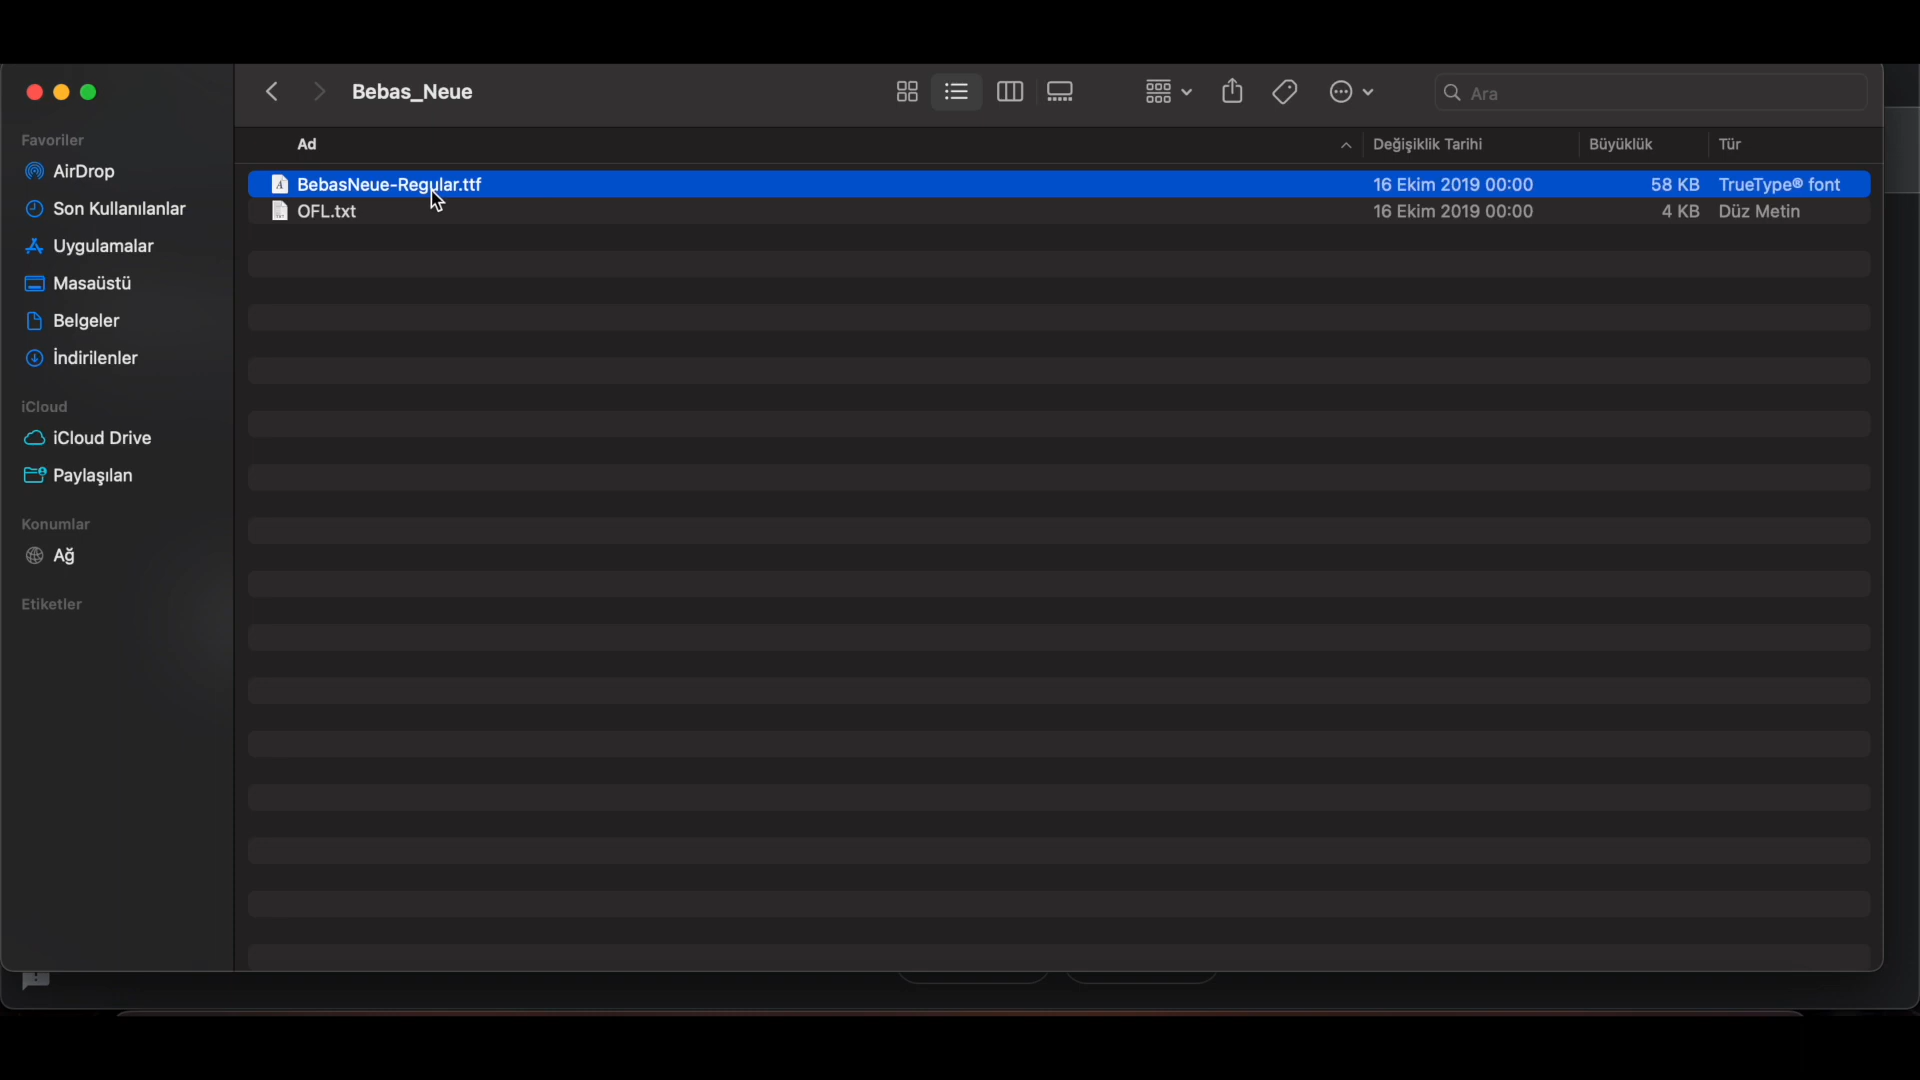 Bebas_Neue
Ara
Favoriler
AirDrop
Son Kullanılanlar
Uygulamalar
Masaüstü
Belgeler
İndirilenler
iCloud
iCloud Drive
Paylaşılan
Konumlar
Ağ
Etiketler
Ad Değişiklik Tarihi Büyüklük Tür
BebasNeue-Regular.ttf 16 Ekim 2019 00:00 58 KB TrueType® font
OFL.txt 16 Ekim 2019 00:00 4 KB Düz Metin